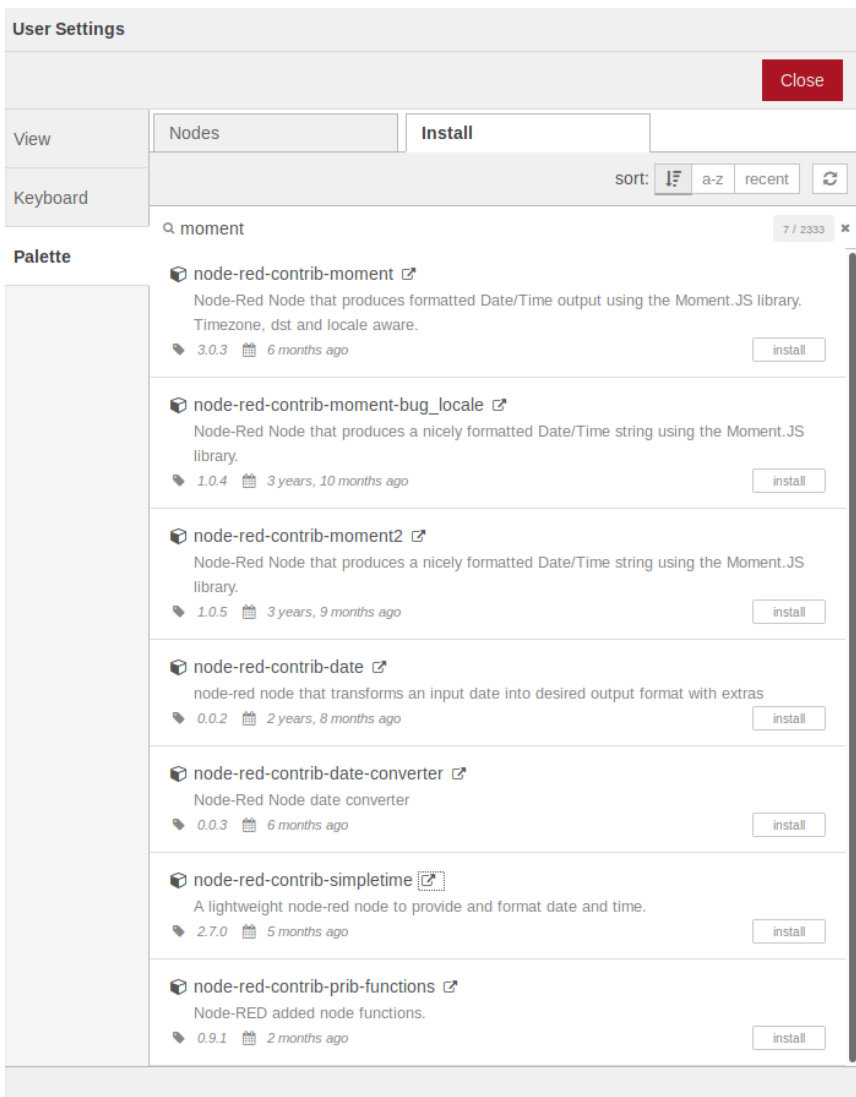 User Settings
Close
View
Keyboard
Palette
Nodes
Install
sort: a-z recent
moment 7 / 2333
node-red-contrib-moment
Node-Red Node that produces formatted Date/Time output using the Moment.JS library.
Timezone, dst and locale aware.
3.0.3 6 months ago install
node-red-contrib-moment-bug_locale
Node-Red Node that produces a nicely formatted Date/Time string using the Moment.JS
library.
1.0.4 3 years, 10 months ago install
node-red-contrib-moment2
Node-Red Node that produces a nicely formatted Date/Time string using the Moment.JS
library.
1.0.5 3 years, 9 months ago install
node-red-contrib-date
node-red node that transforms an input date into desired output format with extras
0.0.2 2 years, 8 months ago install
node-red-contrib-date-converter
Node-Red Node date converter
0.0.3 6 months ago install
node-red-contrib-simpletime
A lightweight node-red node to provide and format date and time.
2.7.0 5 months ago install
node-red-contrib-prib-functions
Node-RED added node functions.
0.9.1 2 months ago install